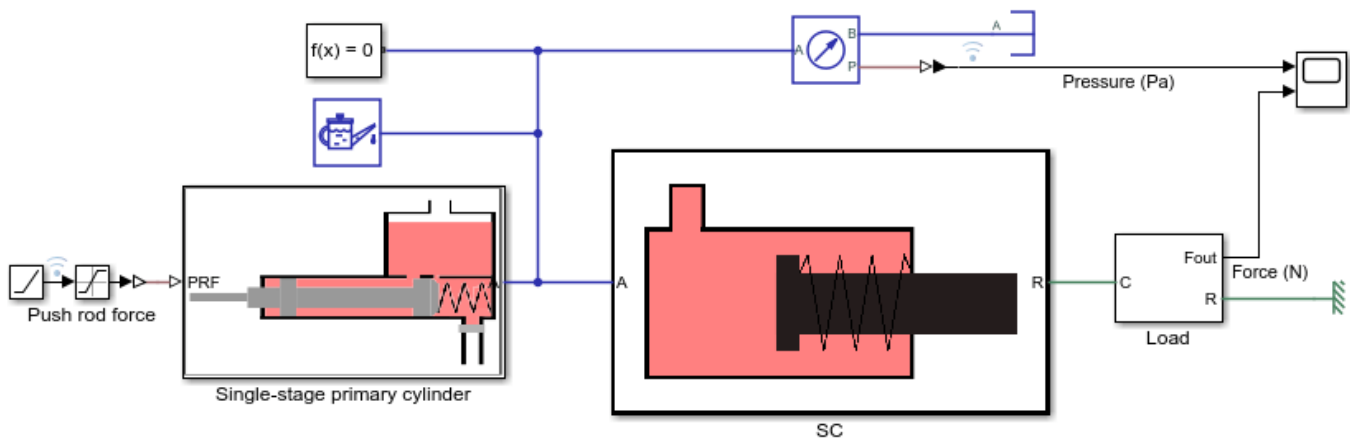 f(x) = 0
A
B
P
A
Pressure (Pa)
PRF
A
A
R
C
Fout
R
Force (N)
Push rod force
Load
Single-stage primary cylinder
SC